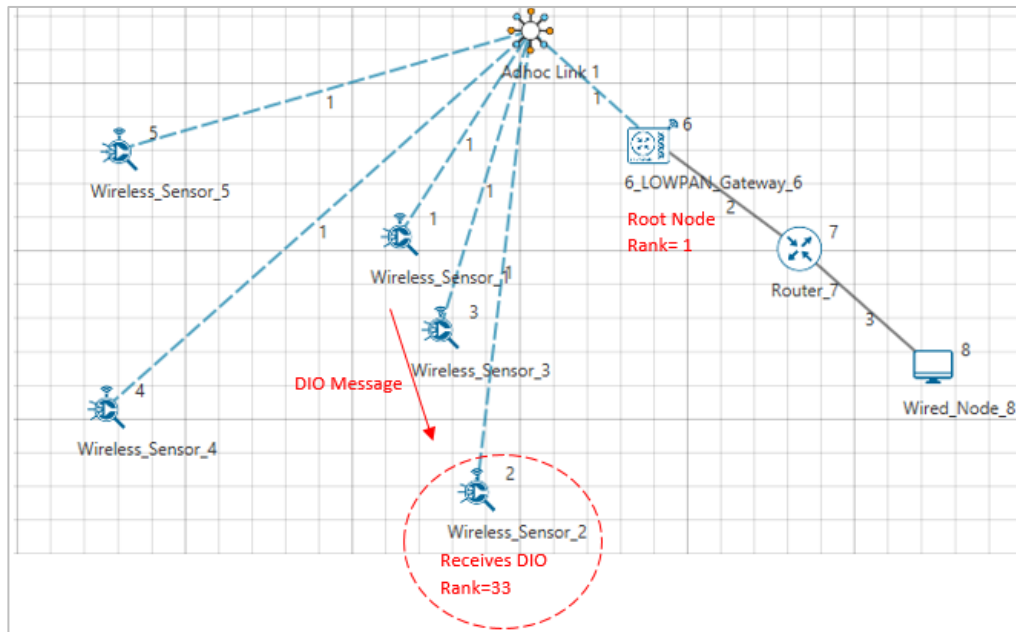 Adhoc Link 1
1
1
5
Wireless_Sensor_5
6
6_LOWPAN_Gateway_6
1
2
Root Node
Rank= 1
7
Router_7
1
1
Wireless_Sensor_1
1
1
3
Wireless_Sensor_3
3
8
Wired_Node_8
DIO Message
4
Wireless_Sensor_4
2
Wireless_Sensor_2
Receives DIO
Rank=33